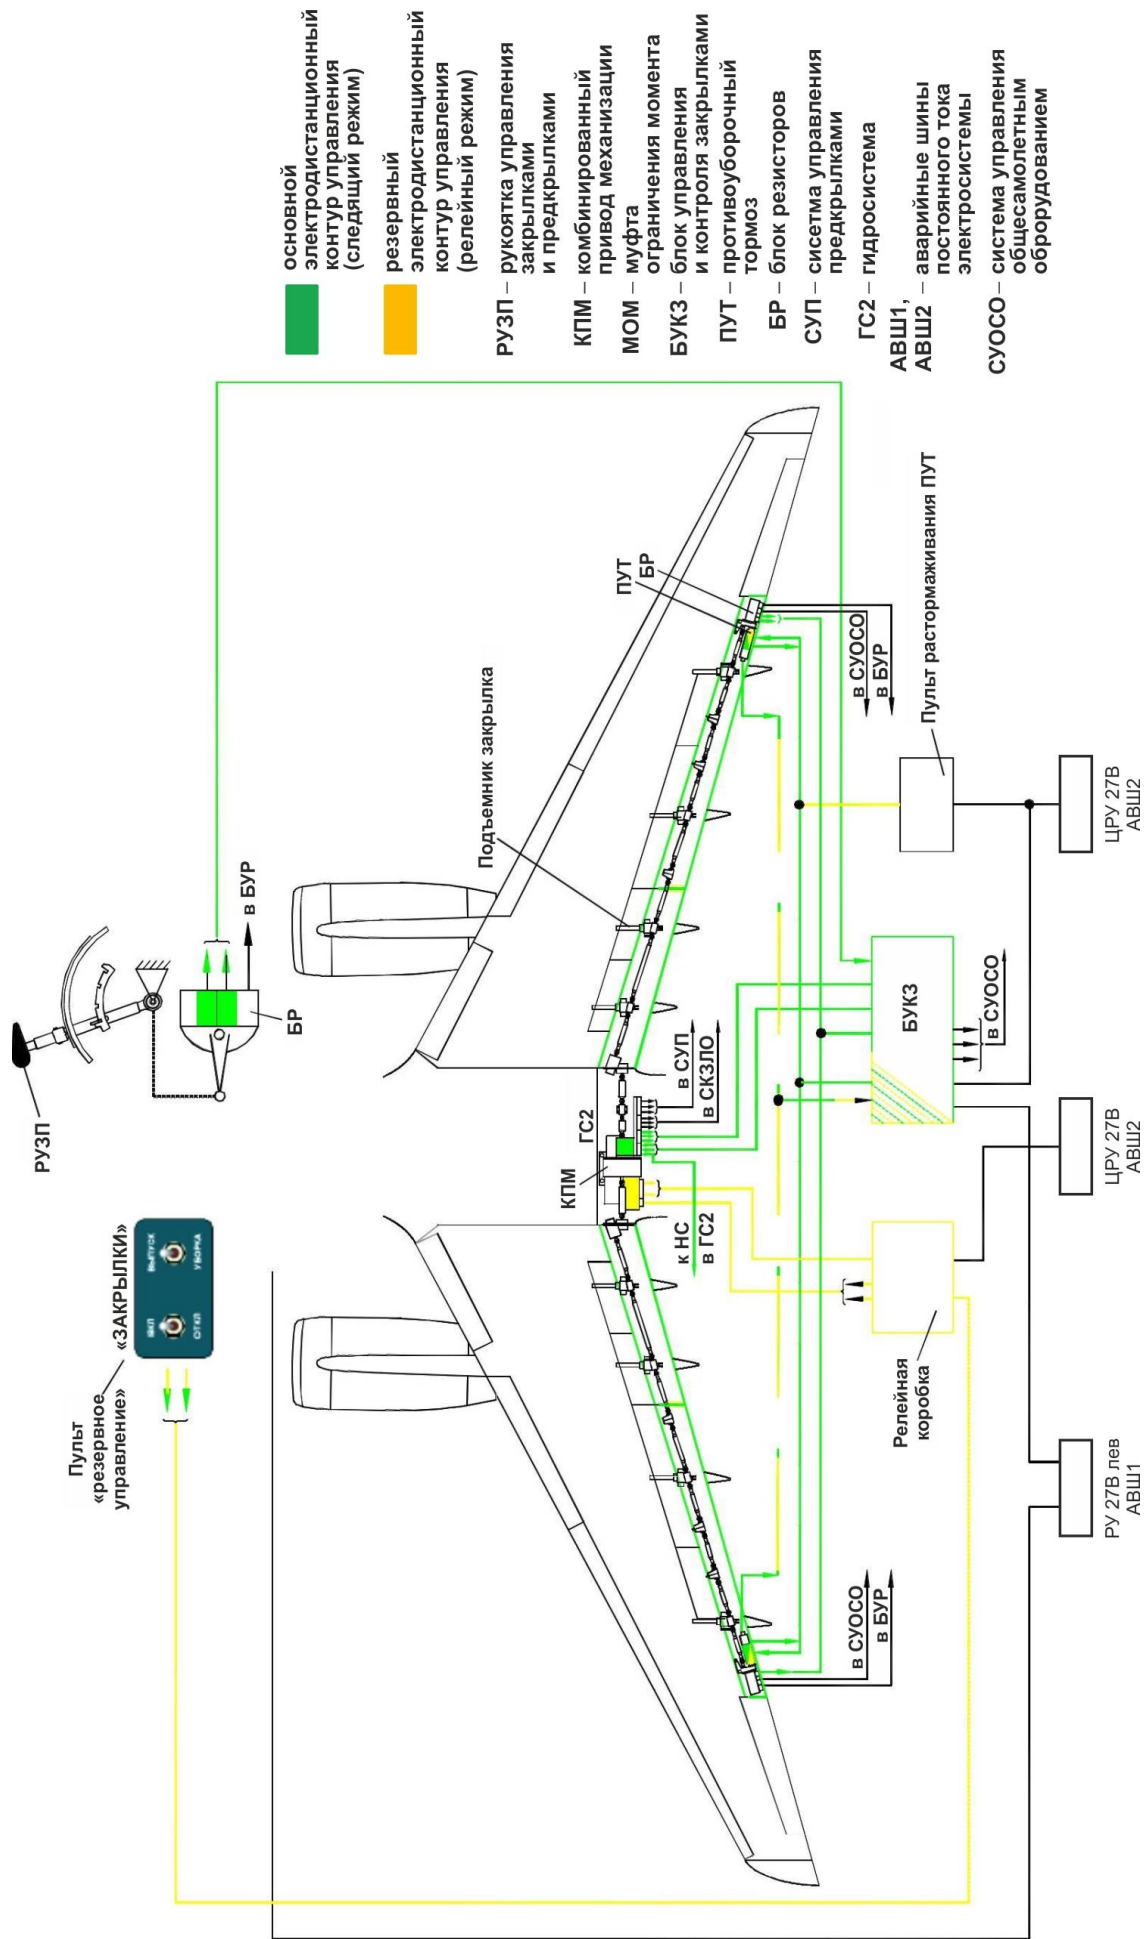 РУЗП
Пульт
«резервное
управление»
«ЗАКРЫЛКИ»
ВКЛ
ВЫПУСК
ОТКЛ
УБОРКА
БР
в БУР
основной
электродистанционный
контур управления
(следящий режим)
резервный
электродистанционный
контур управления
(релейный режим)
РУЗП – рукоятка управления
закрылками
и предкрылками
КПМ – комбинированный
привод механизации
МОМ – муфта
ограничения момента
БУКЗ – блок управления
и контроля закрылками
ПУТ – противоуборочный
тормоз
БР – блок резисторов
СУП – сисетма управления
предкрылками
ГС2 – гидросистема
АВШ1,
АВШ2 – аварийные шины
постоянного тока
электросистемы
СУОСО – система управления
общесамолетным
оброрудованием
Подъемник закрылка
КПМ
ГС2
ПУТ
БР
к НС
в ГС2
в СУП
в СКЗЛО
в СУОСО
в БУР
в СУОСО
в БУР
Релейная
коробка
БУКЗ
в СУОСО
Пульт растормаживания ПУТ
РУ 27В лев
АВШ1
ЦРУ 27В
АВШ2
ЦРУ 27В
АВШ2